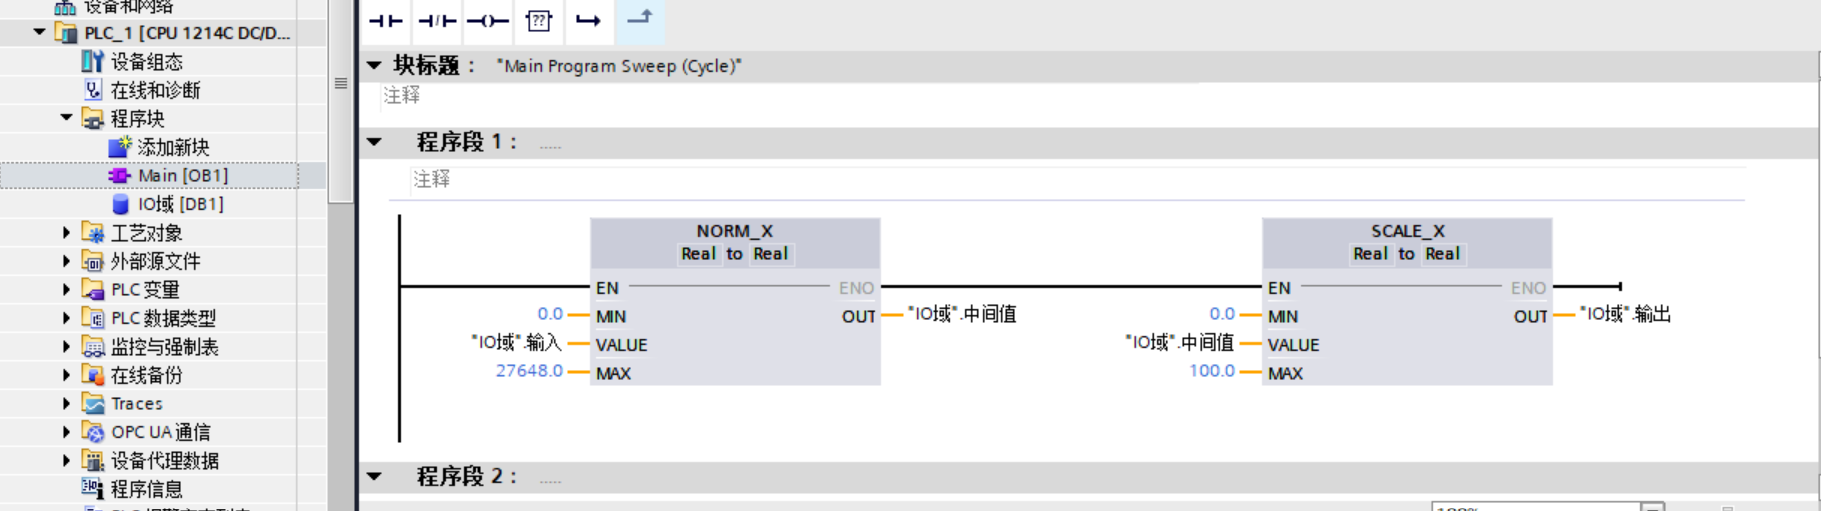 设备和网络
PLC_1 [CPU 1214C DC/D...
设备组态
在线和诊断
程序块
添加新块
Main [OB1]
IO域 [DB1]
工艺对象
外部源文件
PLC 变量
PLC 数据类型
监控与强制表
在线备份
Traces
OPC UA 通信
设备代理数据
程序信息
??
块标题： "Main Program Sweep (Cycle)"
注释
程序段 1： .....
注释
NORM_X
Real to Real
EN ENO
0.0 MIN OUT "IO域".中间值
"IO域".输入 VALUE
27648.0 MAX
SCALE_X
Real to Real
EN ENO
0.0 MIN OUT "IO域".输出
"IO域".中间值 VALUE
100.0 MAX
程序段 2： .....